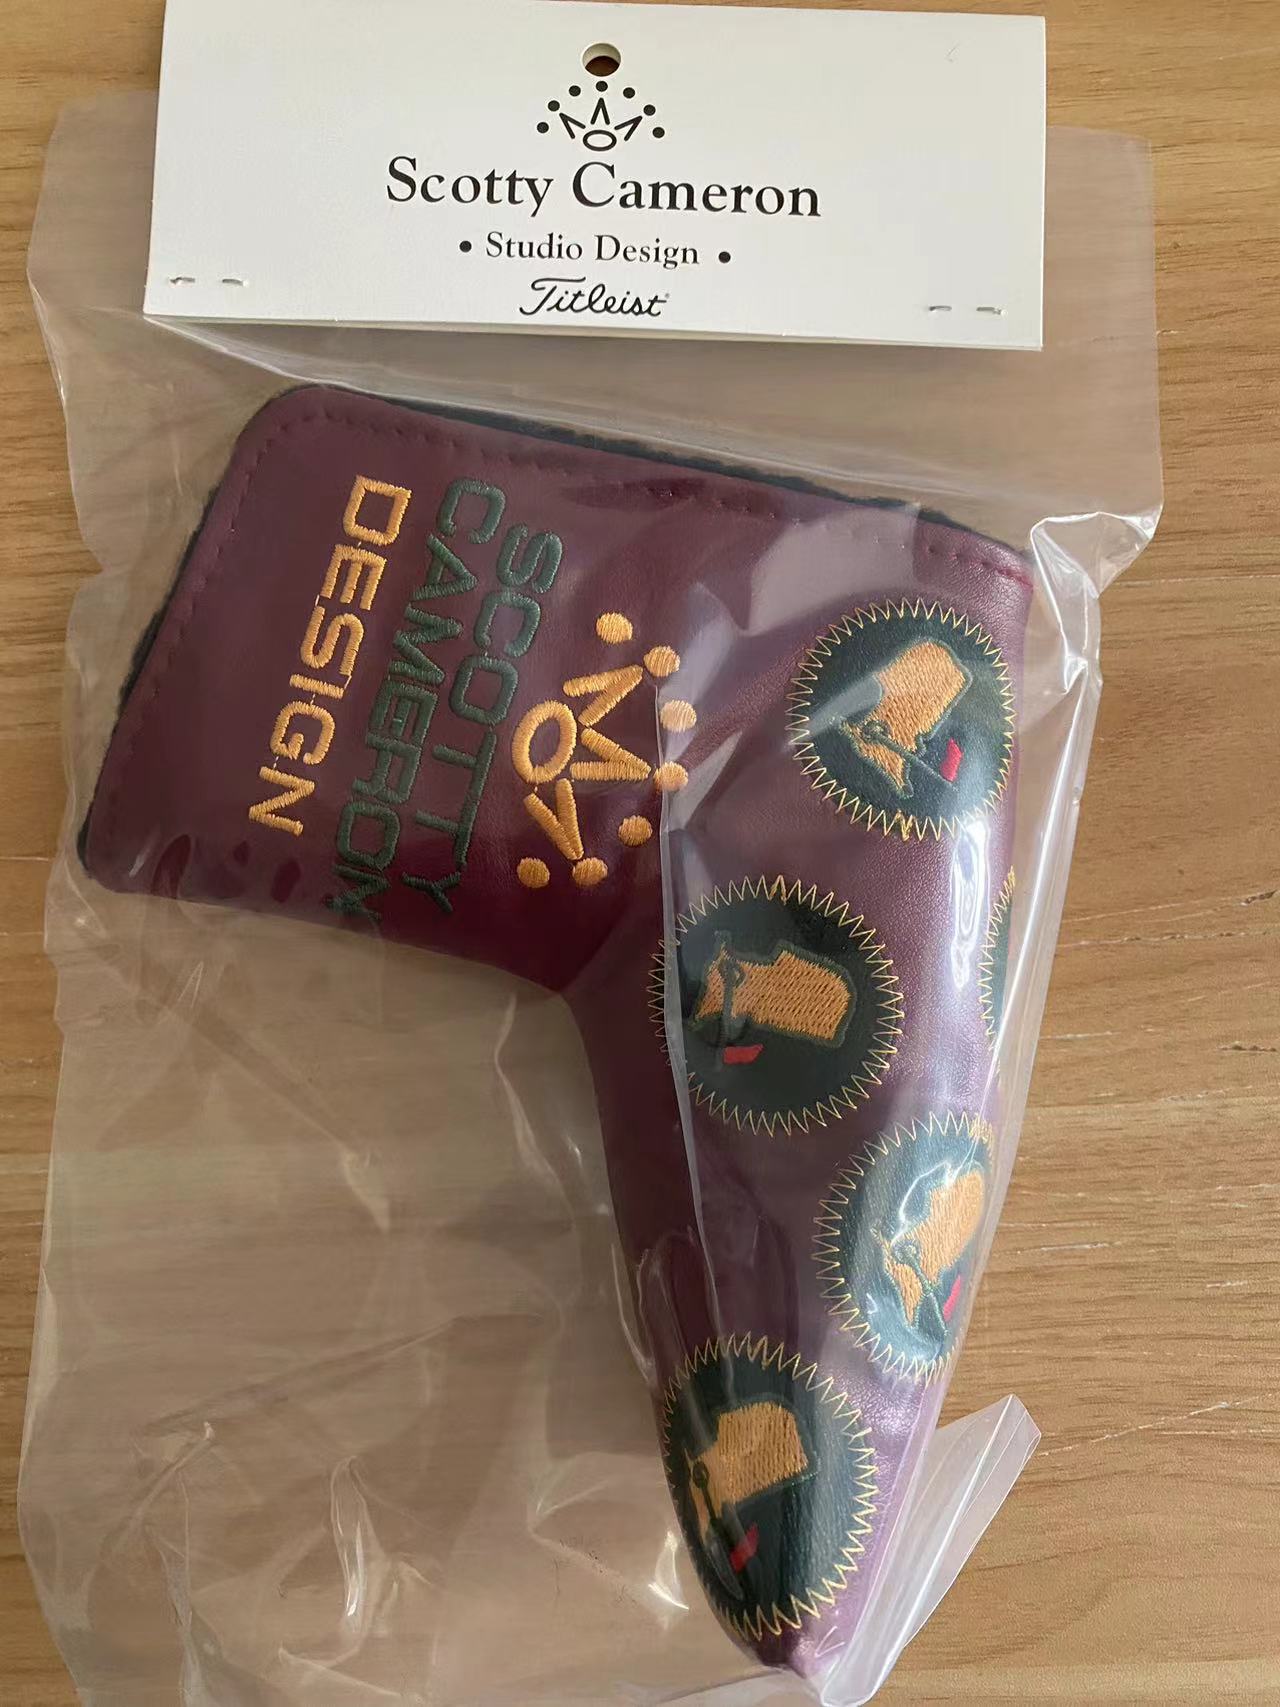 Scotty Cameron
• Studio Design •
Titleist®
SCOTTY
CAMERON
DESIGN